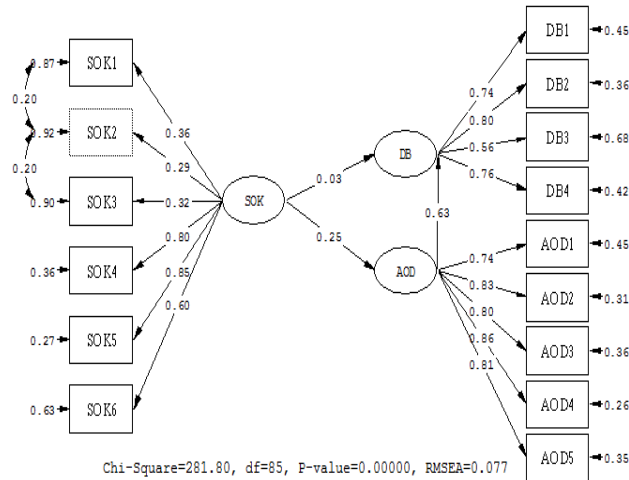 DB1
0.45
0.87
SOK1
0.20
0.74
DB2
0.36
0.92
SOK2
0.36
0.80
0.20
0.29
DB
0.56
DB3
0.68
0.03
0.76
0.90
SOK3
0.32
SOK
DB4
0.42
0.80
0.25
0.63
AOD1
0.45
0.36
SOK4
0.85
AOD
0.74
0.83
AOD2
0.31
0.60
0.80
0.27
SOK5
0.86
AOD3
0.36
0.81
0.63
SOK6
AOD4
0.26
AOD5
0.35
Chi-Square=281.80, df=85, P-value=0.00000, RMSEA=0.077